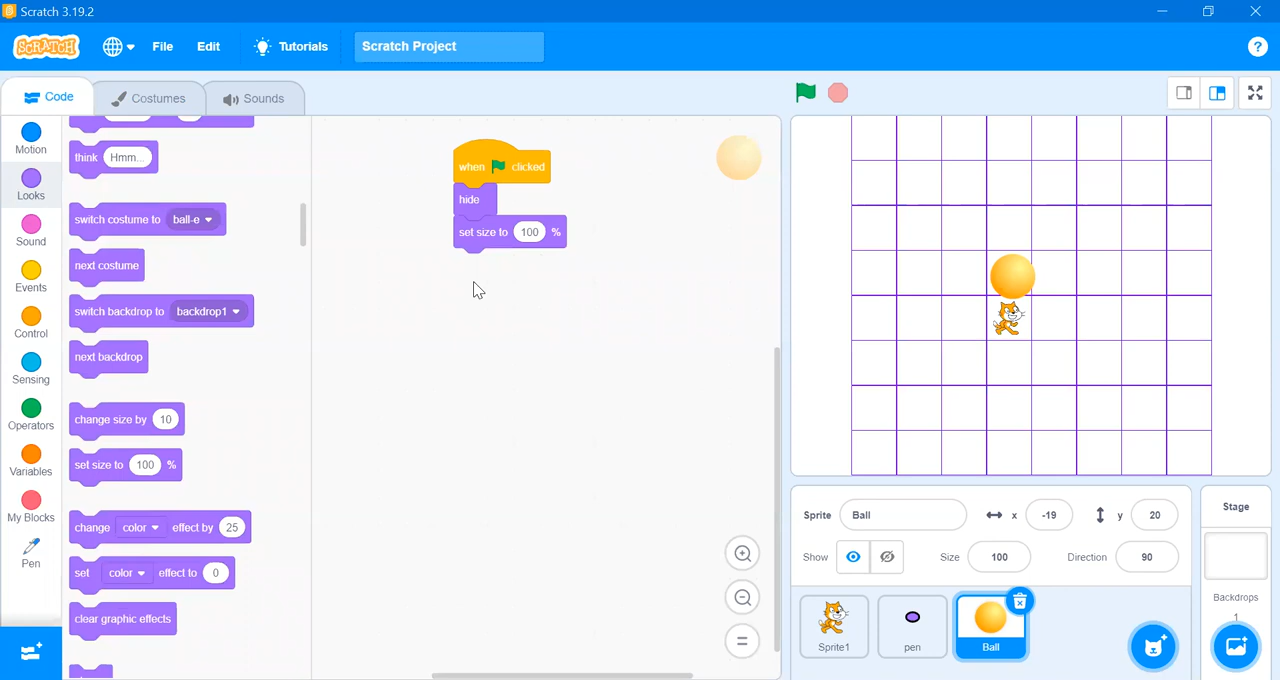 Scratch 3.19.2
SCRATCH
File
Edit
Tutorials
Scratch Project
?
Code
Costumes
Sounds
Motion
Looks
Sound
Events
Control
Sensing
Operators
Variables
My Blocks
Pen
think Hmm...
switch costume to ball-e
next costume
switch backdrop to backdrop1
next backdrop
change size by 10
set size to 100 %
change color effect by 25
set color effect to 0
clear graphic effects
when clicked
hide
set size to 100 %
Sprite Ball x -19 y 20
Show Size 100 Direction 90
Sprite1
pen
Ball
Stage
Backdrops
1